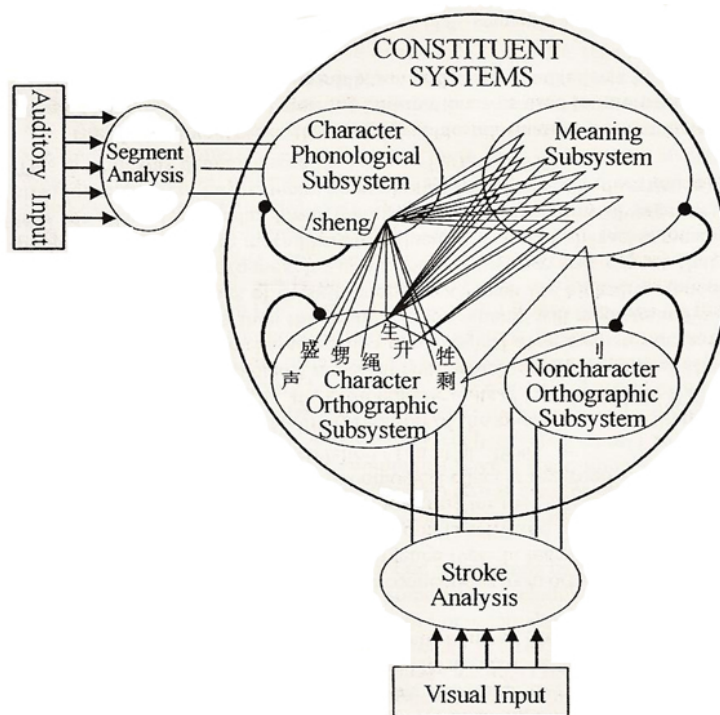 CONSTITUENT
SYSTEMS
Auditory Input
Segment
Analysis
Character
Phonological
Subsystem
/sheng/
Meaning
Subsystem
声 盛 甥 绳 生 升 牲 剩
Character
Orthographic
Subsystem
刂
Noncharacter
Orthographic
Subsystem
Stroke
Analysis
Visual Input